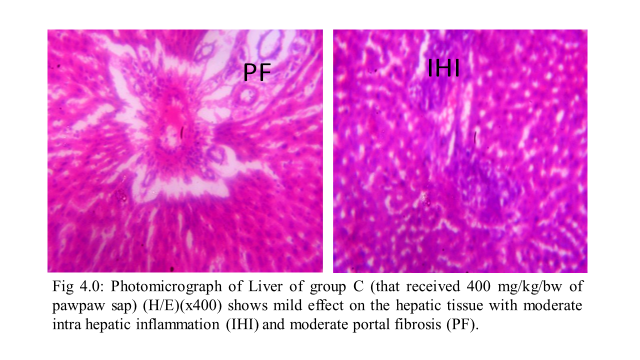 PF
IHI
Fig 4.0: Photomicrograph of Liver of group C (that received 400 mg/kg/bw of
pawpaw sap) (H/E)(x400) shows mild effect on the hepatic tissue with moderate
intra hepatic inflammation (IHI) and moderate portal fibrosis (PF).